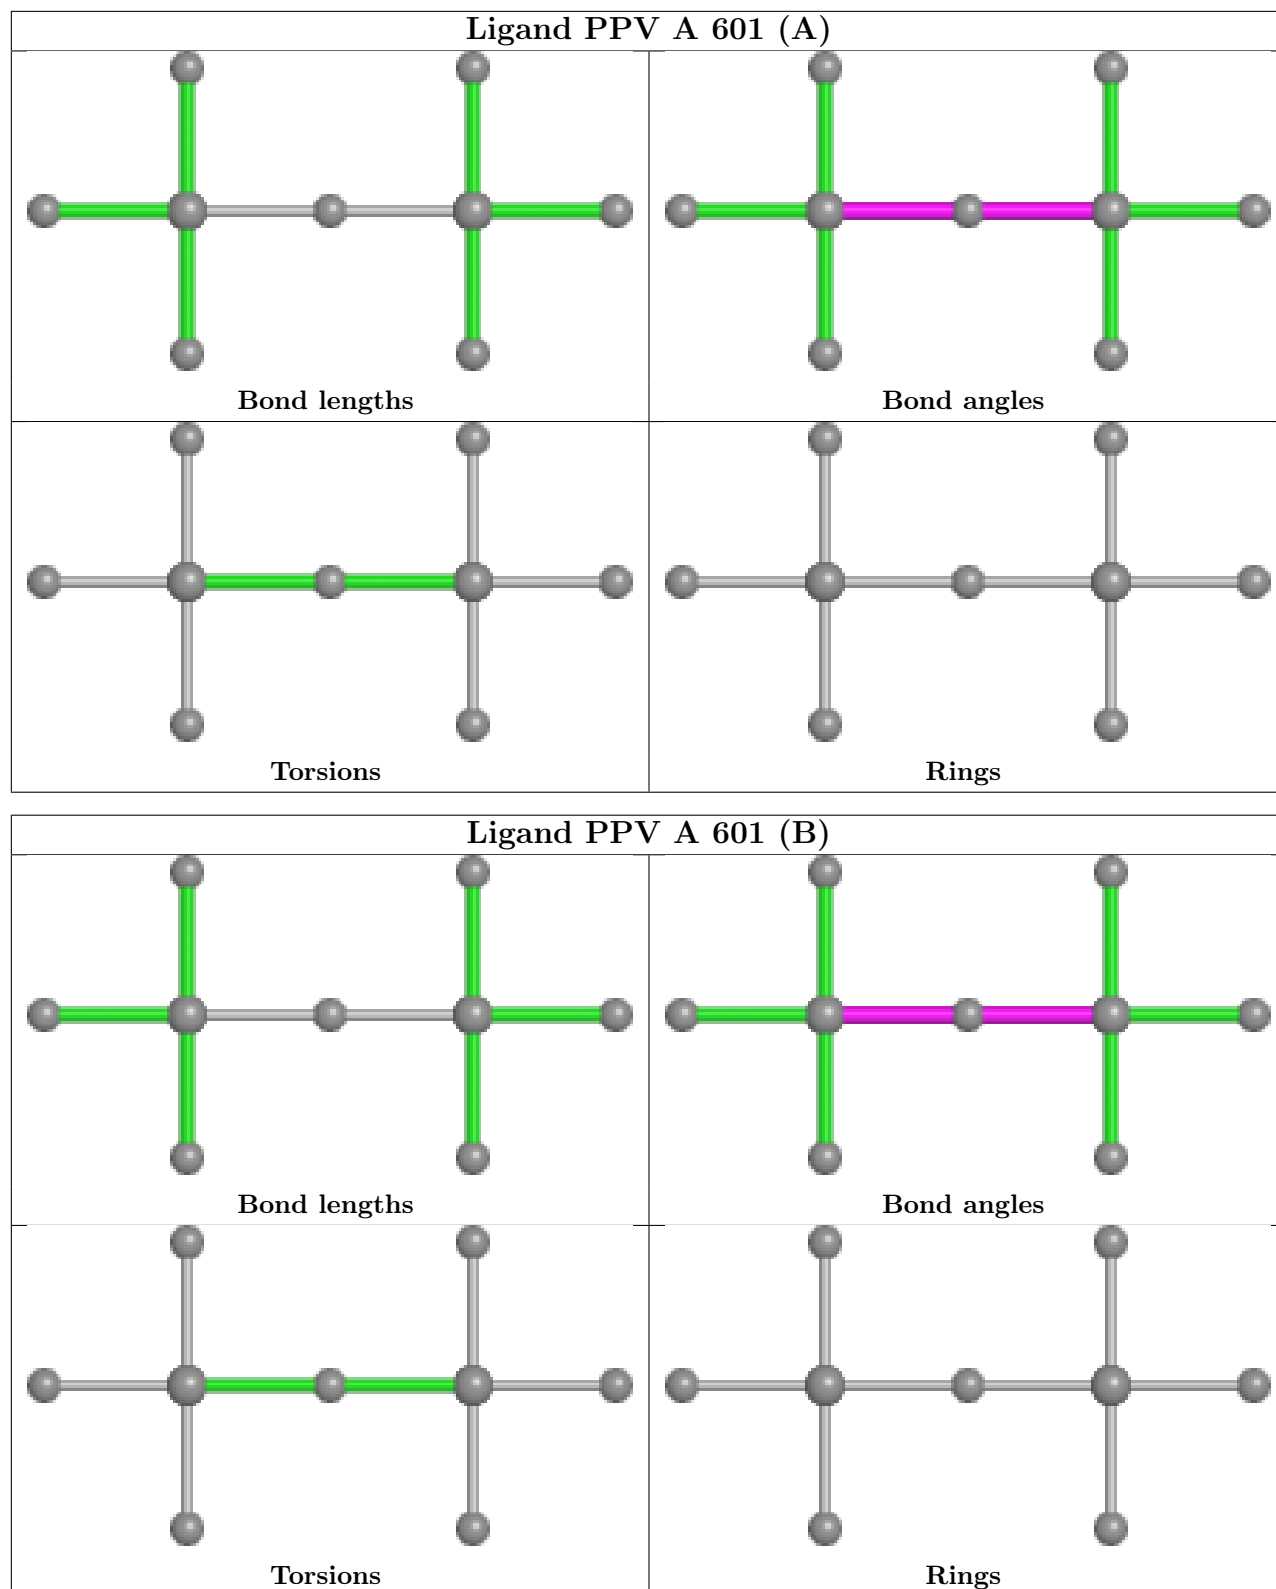 Ligand PPV A 601 (A)
Bond lengths
Bond angles
Torsions
Rings
Ligand PPV A 601 (B)
Bond lengths
Bond angles
Torsions
Rings